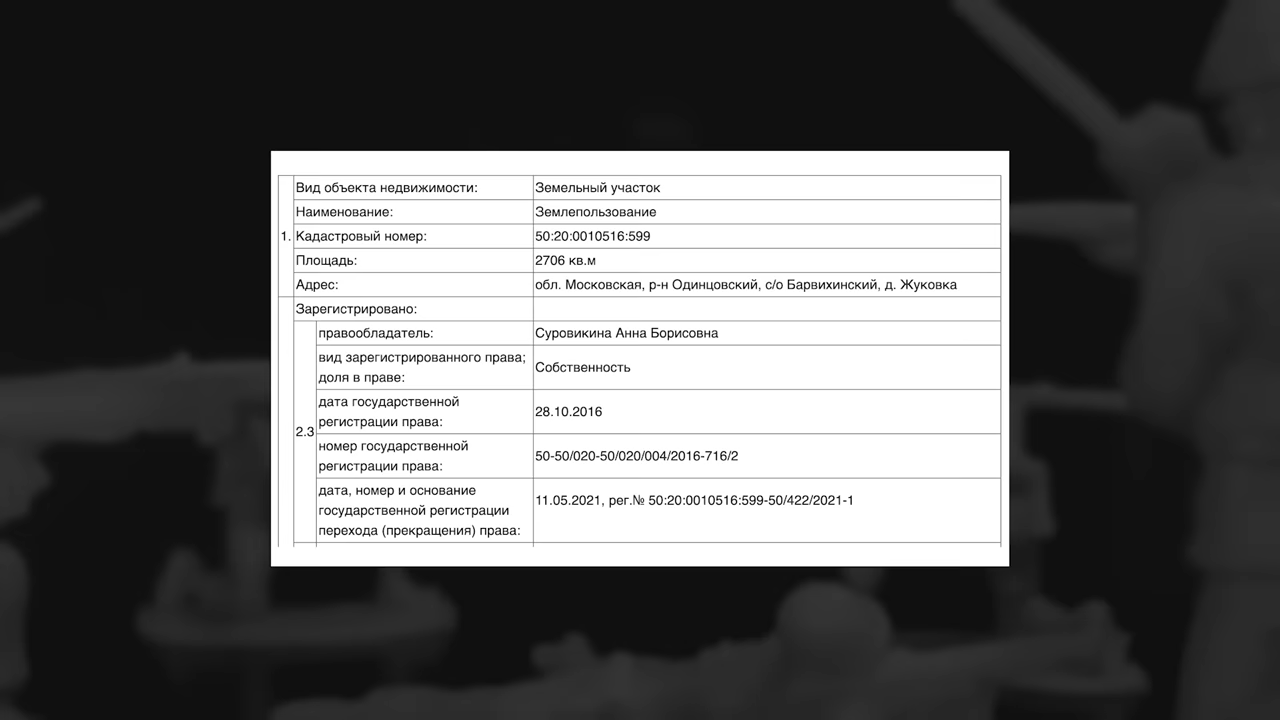 1.
Вид объекта недвижимости: Земельный участок
Наименование: Землепользование
Кадастровый номер: 50:20:0010516:599
Площадь: 2706 кв.м
Адрес: обл. Московская, р-н Одинцовский, с/о Барвихинский, д. Жуковка
Зарегистрировано:
2.3
правообладатель: Суровикина Анна Борисовна
вид зарегистрированного права;
доля в праве:
Собственность
дата государственной
регистрации права:
28.10.2016
номер государственной
регистрации права:
50-50/020-50/020/004/2016-716/2
дата, номер и основание
государственной регистрации
перехода (прекращения) права:
11.05.2021, рег.№ 50:20:0010516:599-50/422/2021-1